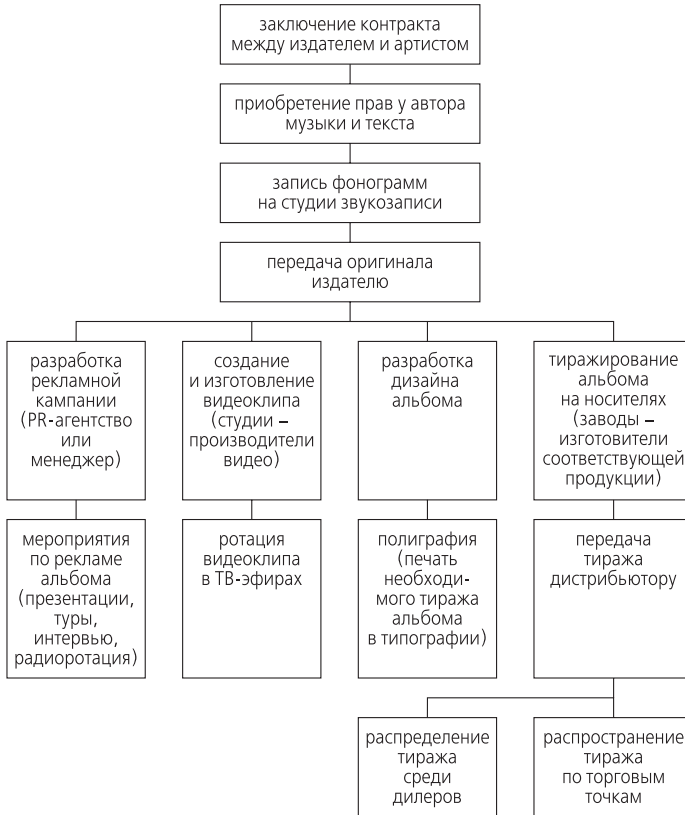 заключение контракта
между издателем и артистом
приобретение прав у автора
музыки и текста
запись фонограмм
на студии звукозаписи
передача оригинала
издателю
разработка
рекламной
кампании
(PR-агентство
или
менеджер)
создание
и изготовление
видеоклипа
(студии –
производители
видео)
разработка
дизайна
альбома
тиражирование
альбома
на носителях
(заводы –
изготовители
соответствующей
продукции)
мероприятия
по рекламе
альбома
(презентации,
туры,
интервью,
радиоротация)
ротация
видеоклипа
в ТВ-эфирах
полиграфия
(печать
необходи-
мого тиража
альбома
в типографии)
передача
тиража
дистрибьютору
распределение
тиража
среди
дилеров
распространение
тиража
по торговым
точкам